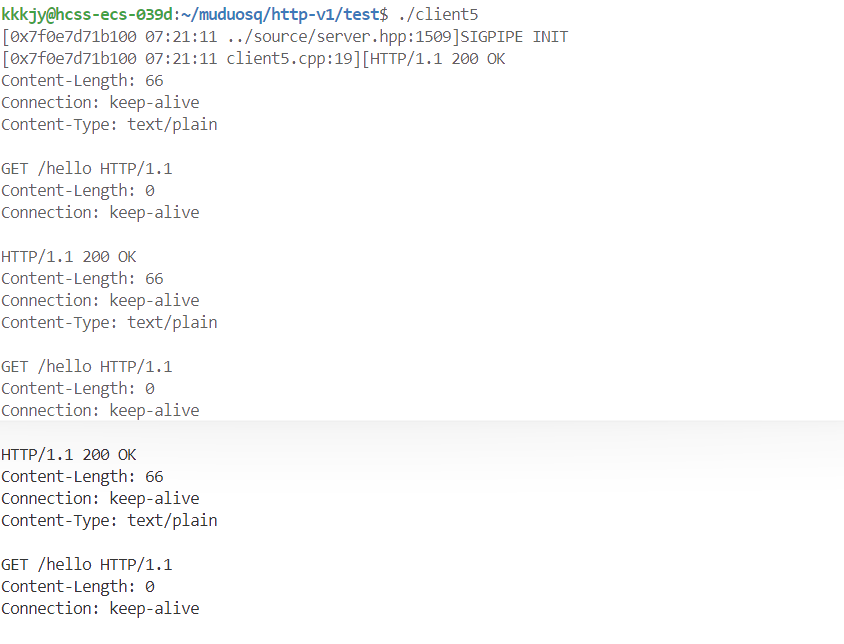 kkkjy@hcss-ecs-039d:~/muduosq/http-v1/test$ ./client5
[0x7f0e7d71b100 07:21:11 ../source/server.hpp:1509]SIGPIPE INIT
[0x7f0e7d71b100 07:21:11 client5.cpp:19][HTTP/1.1 200 OK
Content-Length: 66
Connection: keep-alive
Content-Type: text/plain

GET /hello HTTP/1.1
Content-Length: 0
Connection: keep-alive

HTTP/1.1 200 OK
Content-Length: 66
Connection: keep-alive
Content-Type: text/plain

GET /hello HTTP/1.1
Content-Length: 0
Connection: keep-alive

HTTP/1.1 200 OK
Content-Length: 66
Connection: keep-alive
Content-Type: text/plain

GET /hello HTTP/1.1
Content-Length: 0
Connection: keep-alive